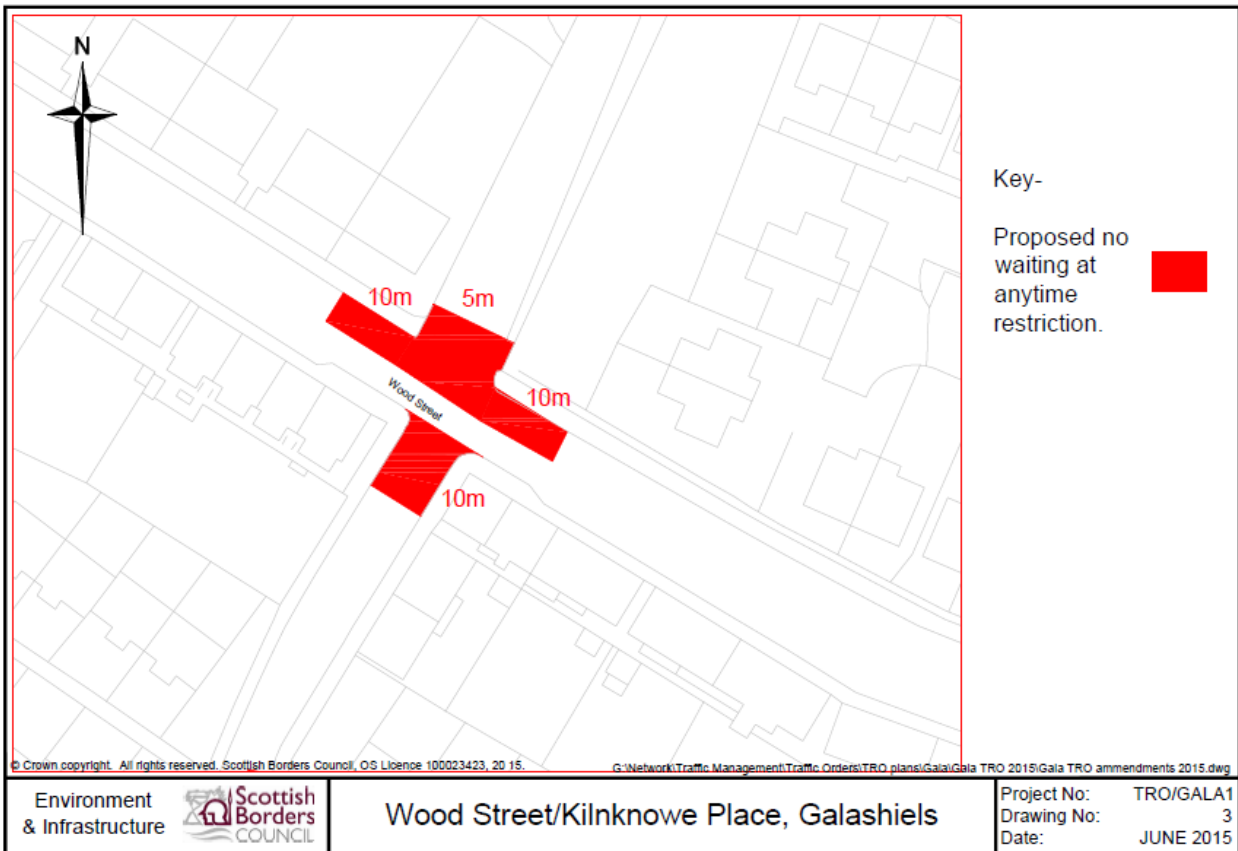 N
10m
5m
Wood Street
10m
10m
Key-
Proposed no
waiting at
anytime
restriction.
© Crown copyright. All rights reserved. Scottish Borders Council, OS Licence 100023423, 20 15.
G:\Network\Traffic Management\Traffic Orders\TRO plans\Gala\Gala TRO 2015\Gala TRO ammendments 2015.dwg
Environment
& Infrastructure
Scottish
Borders
COUNCIL
Wood Street/Kilnknowe Place, Galashiels
Project No: TRO/GALA1
Drawing No: 3
Date: JUNE 2015